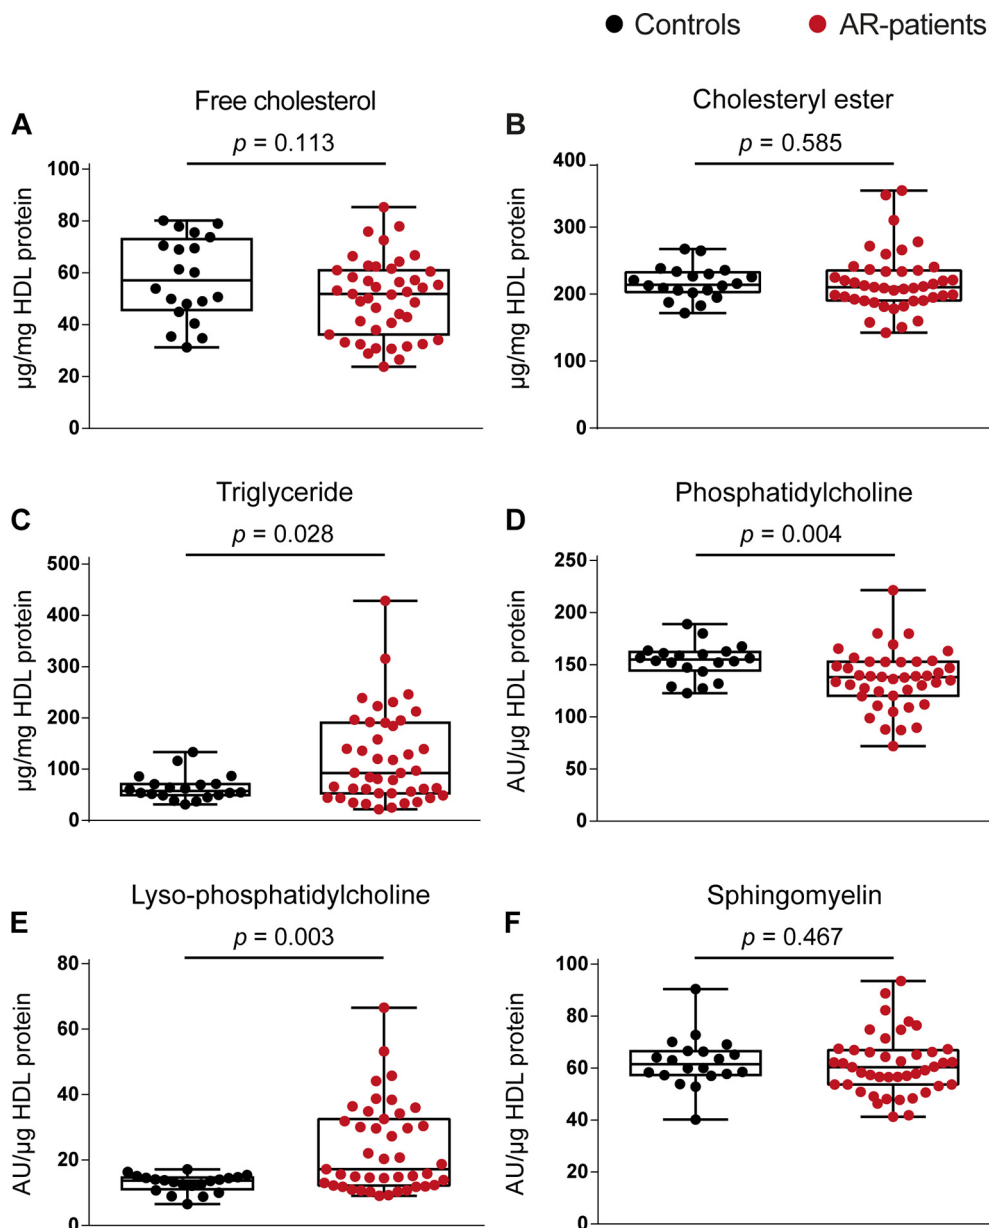 Controls AR-patients
A Free cholesterol
p = 0.113
µg/mg HDL protein
100
80
60
40
20
0
B Cholesteryl ester
p = 0.585
µg/mg HDL protein
400
300
200
100
0
C Triglyceride
p = 0.028
µg/mg HDL protein
500
400
300
200
100
0
D Phosphatidylcholine
p = 0.004
AU/µg HDL protein
250
200
150
100
50
0
E Lyso-phosphatidylcholine
p = 0.003
AU/µg HDL protein
80
60
40
20
0
F Sphingomyelin
p = 0.467
AU/µg HDL protein
100
80
60
40
20
0